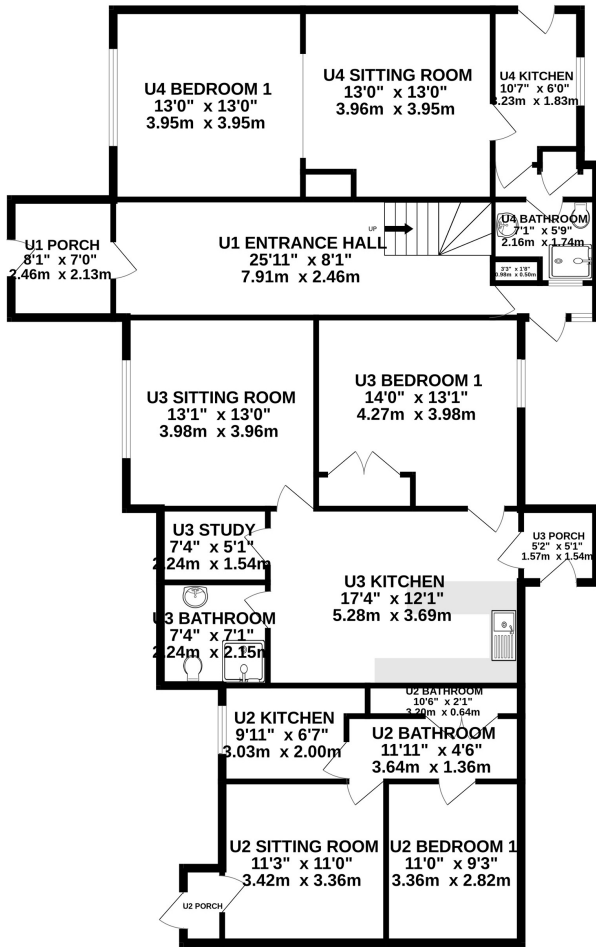 U4 BEDROOM 1
13'0" x 13'0"
3.95m x 3.95m
U4 SITTING ROOM
13'0" x 13'0"
3.96m x 3.95m
U4 KITCHEN
10'7" x 6'0"
3.23m x 1.83m
U4 BATHROOM
7'1" x 5'9"
2.16m x 1.74m
3'3" x 1'8"
0.98m x 0.50m
U1 PORCH
8'1" x 7'0"
2.46m x 2.13m
UP
U1 ENTRANCE HALL
25'11" x 8'1"
7.91m x 2.46m
U3 SITTING ROOM
13'1" x 13'0"
3.98m x 3.96m
U3 BEDROOM 1
14'0" x 13'1"
4.27m x 3.98m
U3 STUDY
7'4" x 5'1"
2.24m x 1.54m
U3 PORCH
5'2" x 5'1"
1.57m x 1.54m
U3 KITCHEN
17'4" x 12'1"
5.28m x 3.69m
U3 BATHROOM
7'4" x 7'1"
2.24m x 2.15m
U2 BATHROOM
10'6" x 2'1"
3.20m x 0.64m
U2 KITCHEN
9'11" x 6'7"
3.03m x 2.00m
U2 BATHROOM
11'11" x 4'6"
3.64m x 1.36m
U2 SITTING ROOM
11'3" x 11'0"
3.42m x 3.36m
U2 BEDROOM 1
11'0" x 9'3"
3.36m x 2.82m
U2 PORCH